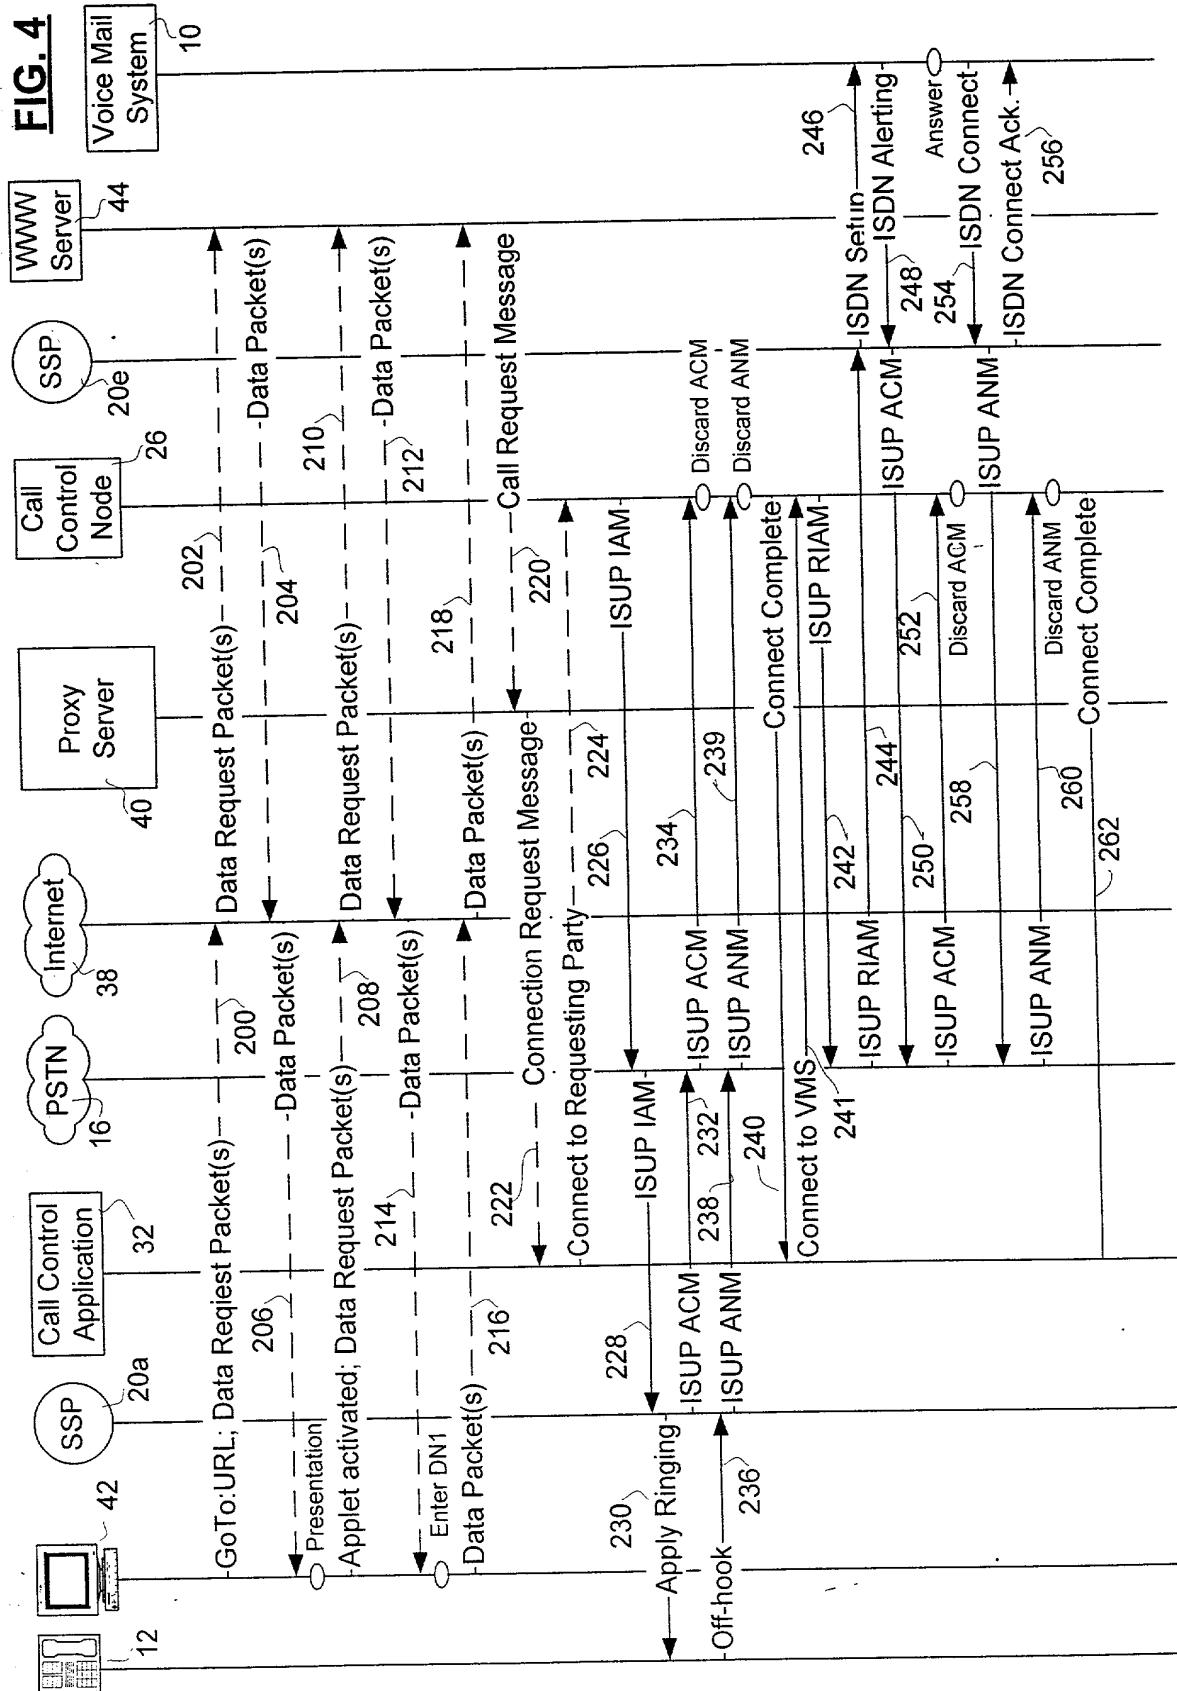 FIG. 4
12
42
SSP
20a
Call Control
Application
32
PSTN
16
Internet
38
Proxy
Server
40
Call
Control
Node
26
SSP
20e
WWW
Server
44
Voice Mail
System
10
GoTo:URL; Data Reqiest Packet(s)
200
Data Request Packet(s)
202
Data Packet(s)
204
Data Packet(s)
206
Presentation
Applet activated; Data Request Packet(s)
208
Data Request Packet(s)
210
Data Packet(s)
212
Data Packet(s)
214
Enter DN1
Data Packet(s)
216
Data Packet(s)
218
Call Request Message
220
Connection Request Message
222
Connect to Requesting Party
224
ISUP IAM
226
ISUP IAM
228
Apply Ringing
230
ISUP ACM
232
ISUP ACM
234
Discard ACM
Off-hook
236
ISUP ANM
238
ISUP ANM
239
Discard ANM
Connect Complete
240
Connect to VMS
241
ISUP RIAM
242
ISUP RIAM
244
ISDN Setup
246
ISDN Alerting
248
ISUP ACM
250
ISUP ACM
252
Discard ACM
Answer
ISDN Connect
254
ISDN Connect Ack.
256
ISUP ANM
258
ISUP ANM
260
Discard ANM
Connect Complete
262